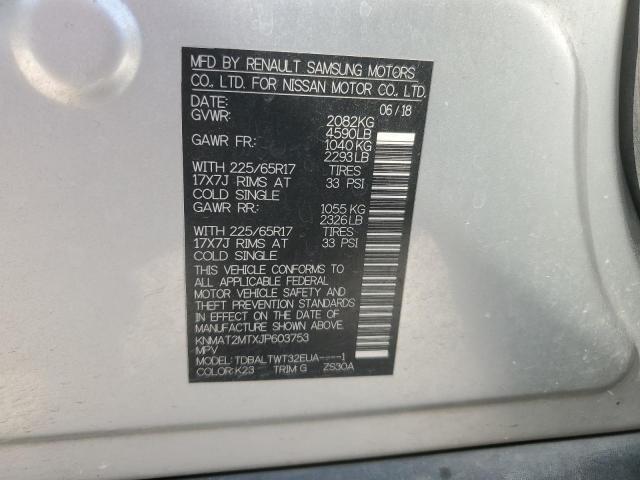 MFD BY RENAULT SAMSUNG MOTORS
CO. LTD. FOR NISSAN MOTOR CO., LTD.
DATE: 06/18
GVWR: 2082KG
4590LB
GAWR FR: 1040KG
2293LB
WITH 225/65R17 TIRES
17X7J RIMS AT 33 PSI
COLD SINGLE
GAWR RR: 1055 KG
2326LB
WITH 225/65R17 TIRES
17X7J RIMS AT 33 PSI
COLD SINGLE
THIS VEHICLE CONFORMS TO
ALL APPLICABLE FEDERAL
MOTOR VEHICLE SAFETY AND
THEFT PREVENTION STANDARDS
IN EFFECT ON THE DATE OF
MANUFACTURE SHOWN ABOVE.
KNMAT2MTXJP603753
MPV
MODEL: TDBALTWT32EUA----1
COLOR: K23 TRIM G ZS30A